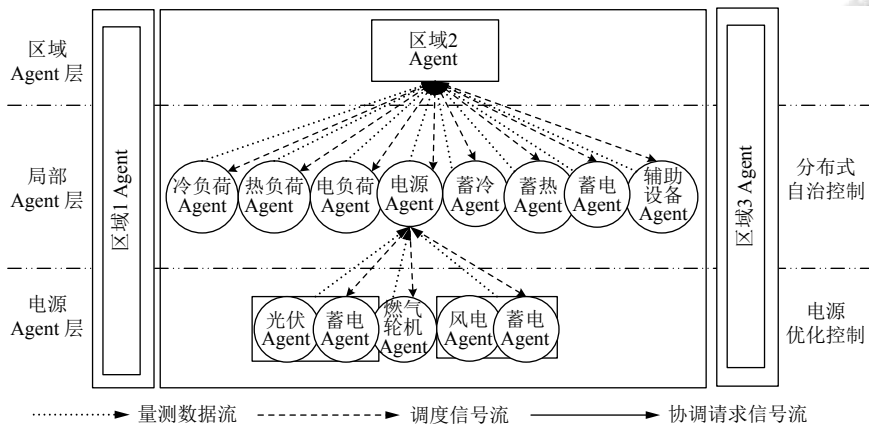 区域
Agent 层
局部
Agent 层
电源
Agent 层
区域1 Agent
区域2
Agent
冷负荷
Agent
热负荷
Agent
电负荷
Agent
电源
Agent
蓄冷
Agent
蓄热
Agent
蓄电
Agent
辅助
设备
Agent
光伏
Agent
蓄电
Agent
燃气
轮机
Agent
风电
Agent
蓄电
Agent
区域3 Agent
分布式
自治控制
电源
优化控制
量测数据流
调度信号流
协调请求信号流